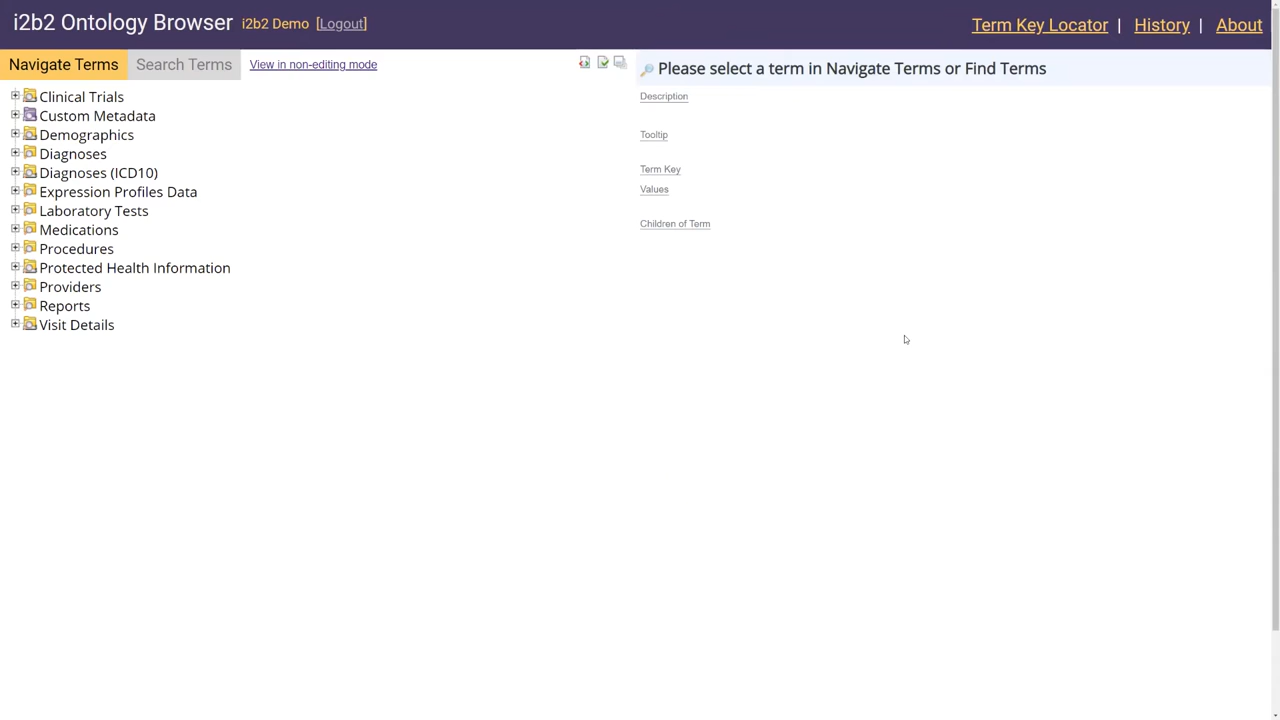 i2b2 Ontology Browser i2b2 Demo [Logout] Term Key Locator | History | About
Navigate Terms Search Terms View in non-editing mode
Clinical Trials
Custom Metadata
Demographics
Diagnoses
Diagnoses (ICD10)
Expression Profiles Data
Laboratory Tests
Medications
Procedures
Protected Health Information
Providers
Reports
Visit Details
Please select a term in Navigate Terms or Find Terms
Description
Tooltip
Term Key
Values
Children of Term